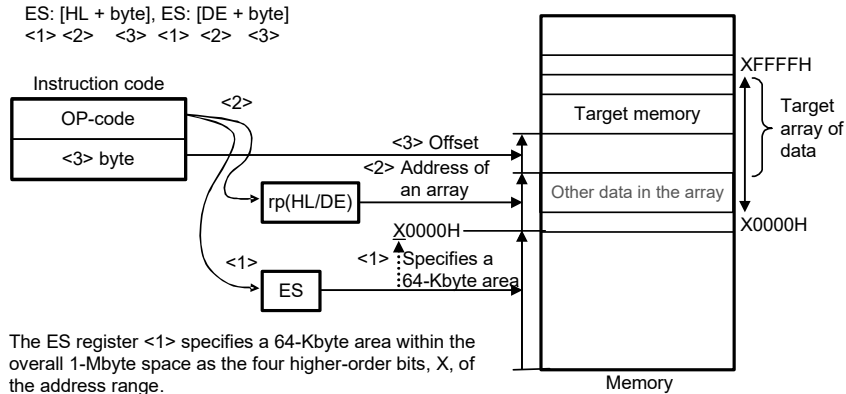 ES: [HL + byte], ES: [DE + byte]
<1> <2> <3> <1> <2> <3>
Instruction code
OP-code
<3> byte
<2>
<3> Offset
<2> Address of
an array
rp(HL/DE)
X0000H
<1>
<1> Specifies a
64-Kbyte area
ES
XFFFFH
Target memory
Target
array of
data
Other data in the array
X0000H
Memory
The ES register <1> specifies a 64-Kbyte area within the
overall 1-Mbyte space as the four higher-order bits, X, of
the address range.